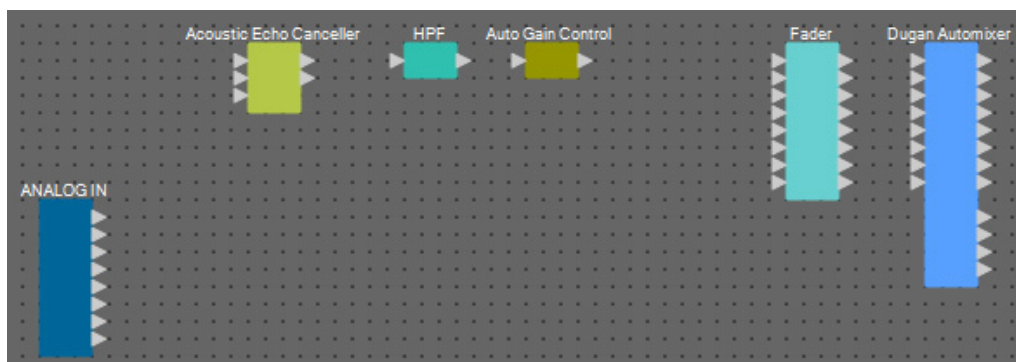 Acoustic Echo Canceller
HPF
Auto Gain Control
Fader
Dugan Automixer
ANALOG IN